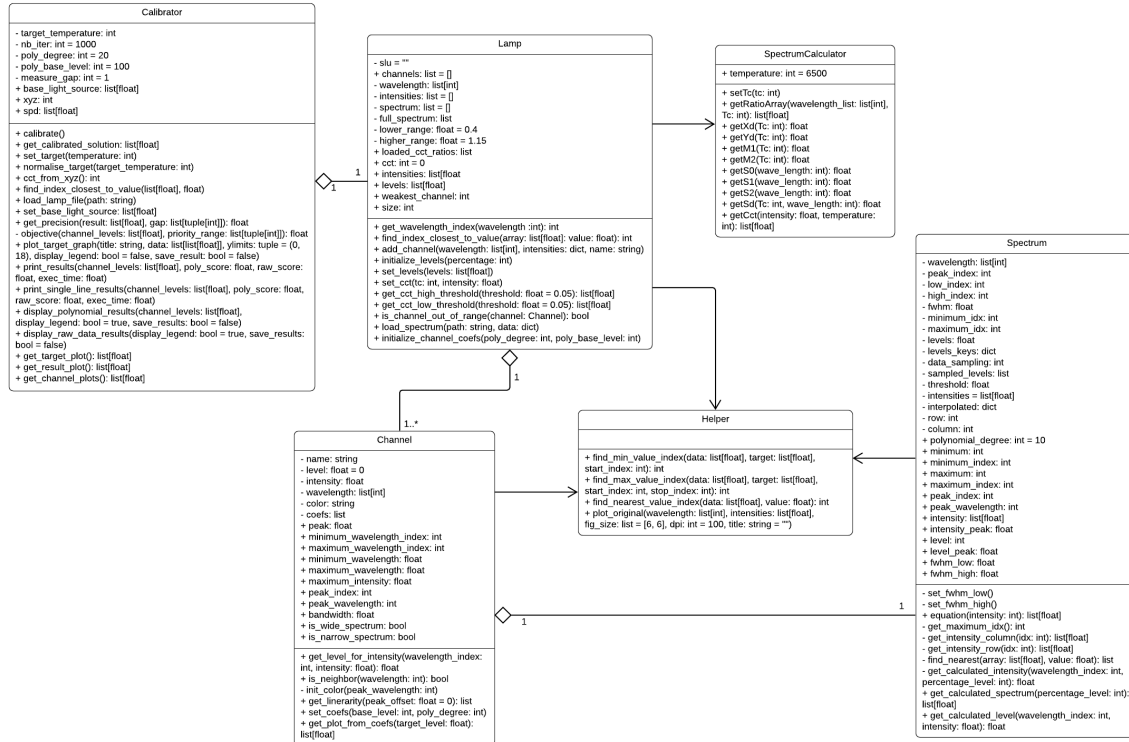 Calibrator
- target_temperature: int
- nb_iter: int = 1000
- poly_degree: int = 20
- poly_base_level: int = 100
- measure_gap: int = 1
+ base_light_source: list[float]
+ xyz: int
+ spd: list[float]
+ calibrate()
+ get_calibrated_solution: list[float]
+ set_target(temperature: int)
+ normalise_target(target_temperature: int)
+ cct_from_xyz(): int
+ find_index_closest_to_value(list[float], float)
+ load_lamp_file(path: string)
+ set_base_light_source: list[float]
+ get_precision(result: list[float], gap: list[tuple[int]]): float
- objective(channel_levels: list[float], priority_range: list[tuple[int]]): float
+ plot_target_graph(title: string, data: list[list[float]], ylimits: tuple = (0,
18), display_legend: bool = false, save_result: bool = false)
+ print_results(channel_levels: list[float], poly_score: float, raw_score:
float, exec_time: float)
+ print_single_line_results(channel_levels: list[float], poly_score: float,
raw_score: float, exec_time: float)
+ display_polynomial_results(channel_levels: list[float],
display_legend: bool = true, save_results: bool = false)
+ display_raw_data_results(display_legend: bool = true, save_results:
bool = false)
+ get_target_plot(): list[float]
+ get_result_plot(): list[float]
+ get_channel_plots(): list[float]
1
1
Lamp
- slu = ""
+ channels: list = []
- wavelength: list[int]
- intensities: list = []
- spectrum: list = []
- full_spectrum: list
- lower_range: float = 0.4
- higher_range: float = 1.15
+ loaded_cct_ratios: list
+ cct: int = 0
+ intensities: list[float]
+ levels: list[float]
+ weakest_channel: int
+ size: int
+ get_wavelength_index(wavelength :int): int
+ find_index_closest_to_value(array: list[float]: value: float): int
+ add_channel(wavelength: list[int], intensities: dict, name: string)
+ initialize_levels(percentage: int)
+ set_levels(levels: list[float])
+ set_cct(tc: int, intensity: float)
+ get_cct_high_threshold(threshold: float = 0.05): list[float]
+ get_cct_low_threshold(threshold: float = 0.05): list[float]
+ is_channel_out_of_range(channel: Channel): bool
+ load_spectrum(path: string, data: dict)
+ initialize_channel_coefs(poly_degree: int, poly_base_level: int)
1
1..*
SpectrumCalculator
+ temperature: int = 6500
+ setTc(tc: int)
+ getRatioArray(wavelength_list: list[int],
Tc: int): list[float]
+ getXd(Tc: int): float
+ getYd(Tc: int): float
+ getM1(Tc: int): float
+ getM2(Tc: int): float
+ getS0(wave_length: int): float
+ getS1(wave_length: int): float
+ getS2(wave_length: int): float
+ getSd(Tc: int, wave_length: int): float
+ getCct(intensity: float, temperature:
int): list[float]
Channel
- name: string
- level: float = 0
- intensity: float
- wavelength: list[int]
- color: string
- coefs: list
+ peak: float
+ minimum_wavelength_index: int
+ maximum_wavelength_index: int
+ minimum_wavelength: float
+ maximum_wavelength: float
+ maximum_intensity: float
+ peak_index: int
+ peak_wavelength: int
+ bandwidth: float
+ is_wide_spectrum: bool
+ is_narrow_spectrum: bool
+ get_level_for_intensity(wavelength_index:
int, intensity: float): float
+ is_neighbor(wavelength: int): bool
- init_color(peak_wavelength: int)
+ get_linerarity(peak_offset: float = 0): list
+ set_coefs(base_level: int, poly_degree: int)
+ get_plot_from_coefs(target_level: float):
list[float]
Helper
+ find_min_value_index(data: list[float], target: list[float],
start_index: int): int
+ find_max_value_index(data: list[float], target: list[float],
start_index: int, stop_index: int): int
+ find_nearest_value_index(data: list[float], value: float): int
+ plot_original(wavelength: list[int], intensities: list[float],
fig_size: list = [6, 6], dpi: int = 100, title: string = "")
1
1
Spectrum
- wavelength: list[int]
- peak_index: int
- low_index: int
- high_index: int
- fwhm: float
- minimum_idx: int
- maximum_idx: int
- levels: float
- levels_keys: dict
- data_sampling: int
- sampled_levels: list
- threshold: float
- intensities = list[float]
- interpolated: dict
- row: int
- column: int
+ polynomial_degree: int = 10
+ minimum: int
+ minimum_index: int
+ maximum: int
+ maximum_index: int
+ peak_index: int
+ peak_wavelength: int
+ intensity: list[float]
+ intensity_peak: float
+ level: int
+ level_peak: float
+ fwhm_low: float
+ fwhm_high: float
- set_fwhm_low()
- set_fwhm_high()
+ equation(intensity: int): list[float]
- get_maximum_idx(): int
- get_intensity_column(idx: int): list[float]
- get_intensity_row(idx: int): list[float]
- find_nearest(array: list[float], value: float): list
- get_calculated_intensity(wavelength_index: int,
percentage_level: int): float
+ get_calculated_spectrum(percentage_level: int):
list[float]
+ get_calculated_level(wavelength_index: int,
intensity: float): float